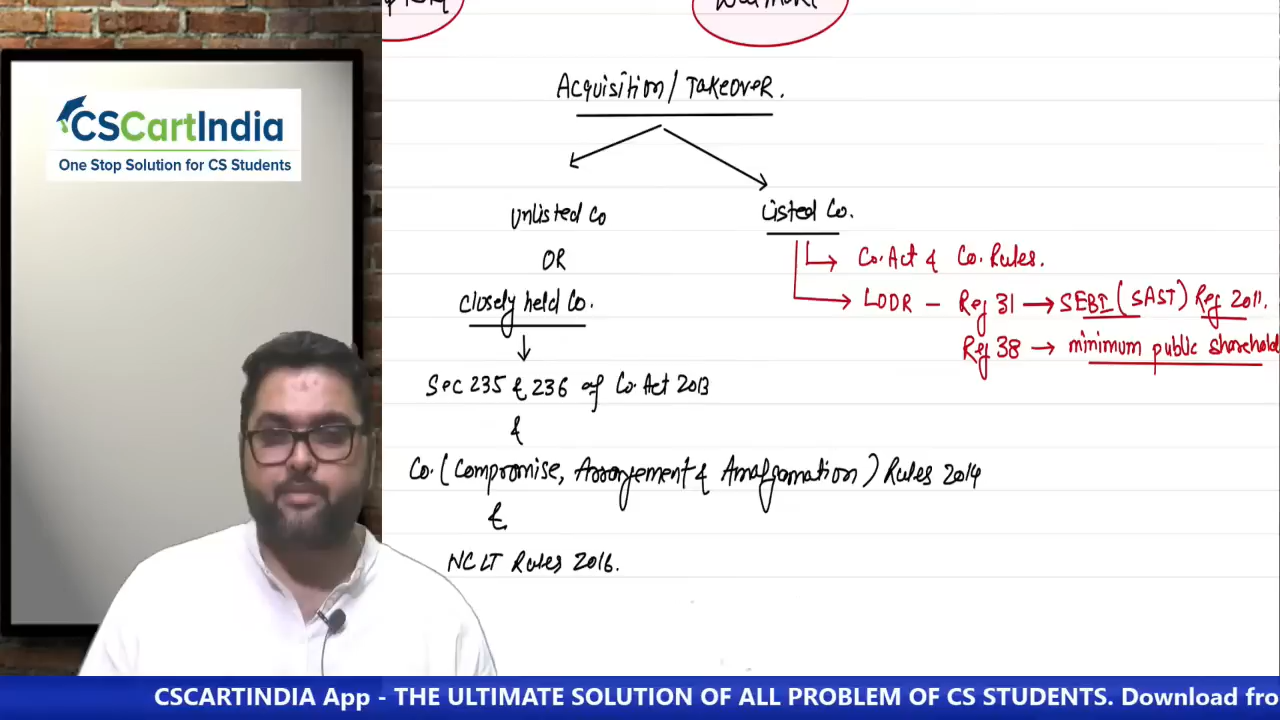 CSCartIndia
One Stop Solution for CS Students
Acquisition / Takeover.
Unlisted Co
OR
Closely held Co.
Sec 235 & 236 of Co. Act 2013
&
Co. (Compromise, Arrangement & Amalgamation) Rules 2014
&
NCLT Rules 2016.
Listed Co.
Co. Act & Co. Rules.
LODR - Reg 31 → SEBI (SAST) Reg 2011.
Reg 38 → minimum public sharehold
CSCARTINDIA App - THE ULTIMATE SOLUTION OF ALL PROBLEM OF CS STUDENTS. Download fro